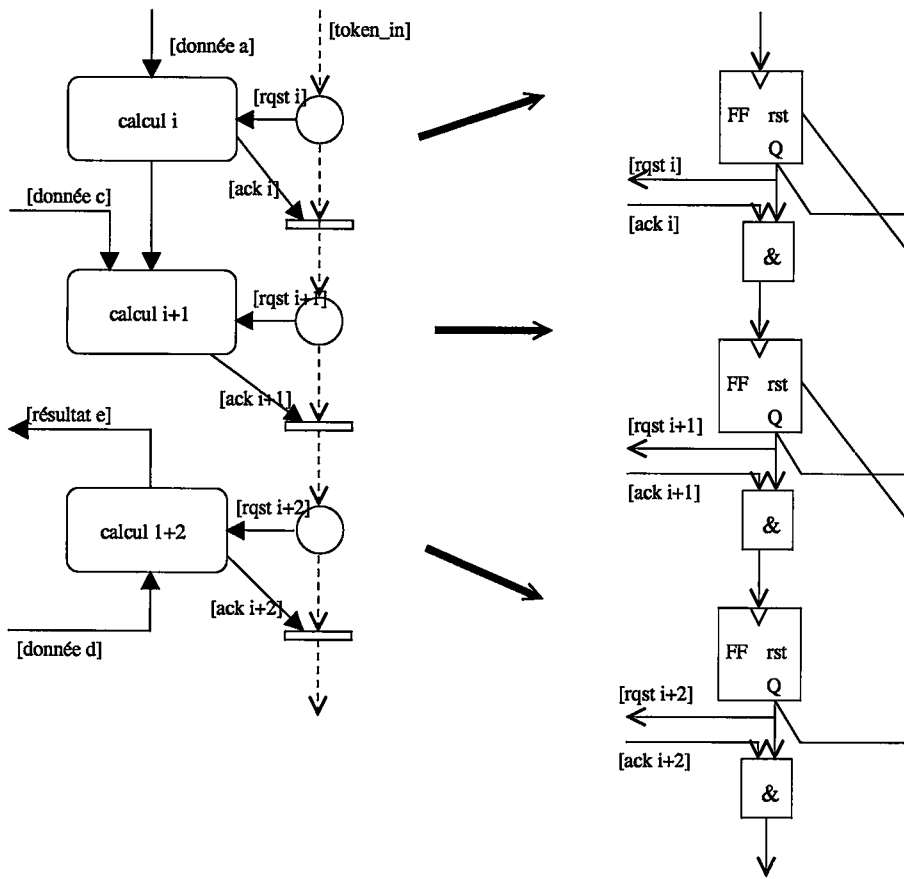 [donnée a]
[token_in]
calcul i
[rqst i]
[ack i]
[donnée c]
calcul i+1
[rqst i+1]
[ack i+1]
[résultat e]
calcul 1+2
[rqst i+2]
[ack i+2]
[donnée d]
FF rst
Q
[rqst i]
[ack i]
&
FF rst
Q
[rqst i+1]
[ack i+1]
&
FF rst
Q
[rqst i+2]
[ack i+2]
&